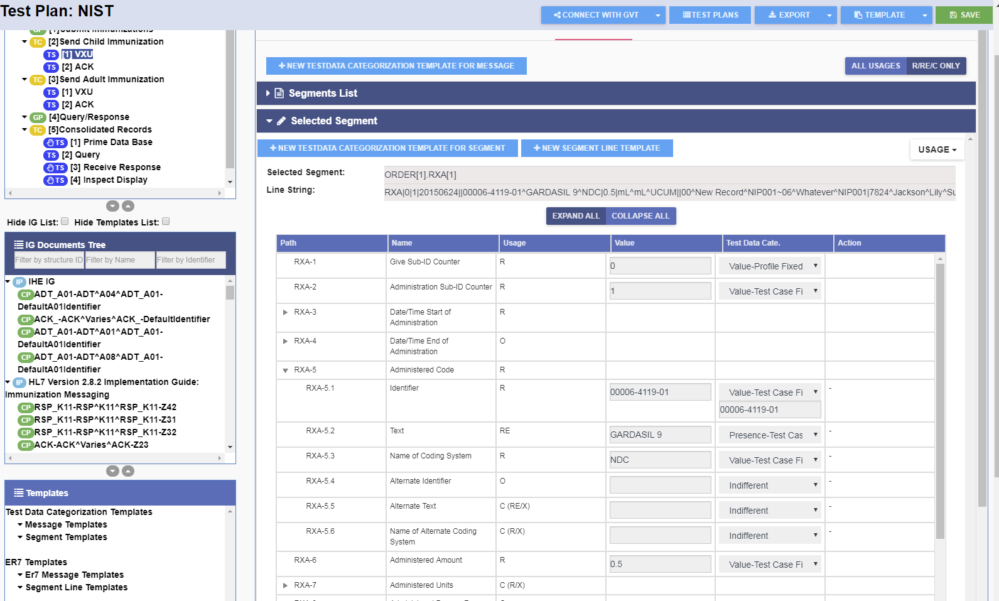 Test Plan: NIST
CONNECT WITH GVT
TEST PLANS
EXPORT
TEMPLATE
SAVE
GP [1]Submit Immunizations
TC [2]Send Child Immunization
TS [1] VXU
TS [2] ACK
TC [3]Send Adult Immunization
TS [1] VXU
TS [2] ACK
GP [4]Query/Response
TC [5]Consolidated Records
TS [1] Prime Data Base
TS [2] Query
TS [3] Receive Response
TS [4] Inspect Display
Hide IG List: Hide Templates List:
IG Documents Tree
Filter by structure ID Filter by Name Filter by Identifier
IP IHE IG
CP ADT_A01-ADT^A04^ADT_A01-
DefaultA01Identifier
CP ACK_-ACK^Varies^ACK_-DefaultIdentifier
CP ADT_A01-ADT^A01^ADT_A01-
DefaultA01Identifier
CP ADT_A01-ADT^A08^ADT_A01-
DefaultA01Identifier
IP HL7 Version 2.8.2 Implementation Guide:
Immunization Messaging
CP RSP_K11-RSP^K11^RSP_K11-Z42
CP RSP_K11-RSP^K11^RSP_K11-Z31
CP RSP_K11-RSP^K11^RSP_K11-Z32
CP ACK-ACK^Varies^ACK-Z23
Templates
Test Data Categorization Templates
Message Templates
Segment Templates
ER7 Templates
Er7 Message Templates
Segment Line Templates
+ NEW TESTDATA CATEGORIZATION TEMPLATE FOR MESSAGE
ALL USAGES R/RE/C ONLY
Segments List
Selected Segment
+ NEW TESTDATA CATEGORIZATION TEMPLATE FOR SEGMENT
+ NEW SEGMENT LINE TEMPLATE
USAGE
Selected Segment: ORDER[1].RXA[1]
Line String: RXA|0|1|20150624||00006-4119-01^GARDASIL 9^NDC|0.5|mL^mL^UCUM||00^New Record^NIP001~06^Whatever^NIP001|7824^Jackson^Lily^Su
EXPAND ALL COLLAPSE ALL
Path Name Usage Value Test Data Cate. Action
RXA-1 Give Sub-ID Counter R 0 Value-Profile Fixed
RXA-2 Administration Sub-ID Counter R 1 Value-Test Case Fi
RXA-3 Date/Time Start of Administration R
RXA-4 Date/Time End of Administration O
RXA-5 Administered Code R
RXA-5.1 Identifier R 00006-4119-01 Value-Test Case Fi -
00006-4119-01
RXA-5.2 Text RE GARDASIL 9 Presence-Test Cas -
RXA-5.3 Name of Coding System R NDC Value-Test Case Fi -
RXA-5.4 Alternate Identifier O Indifferent -
RXA-5.5 Alternate Text C (RE/X) Indifferent -
RXA-5.6 Name of Alternate Coding System C (R/X) Indifferent -
RXA-6 Administered Amount R 0.5 Value-Test Case Fi
RXA-7 Administered Units C (R/X)